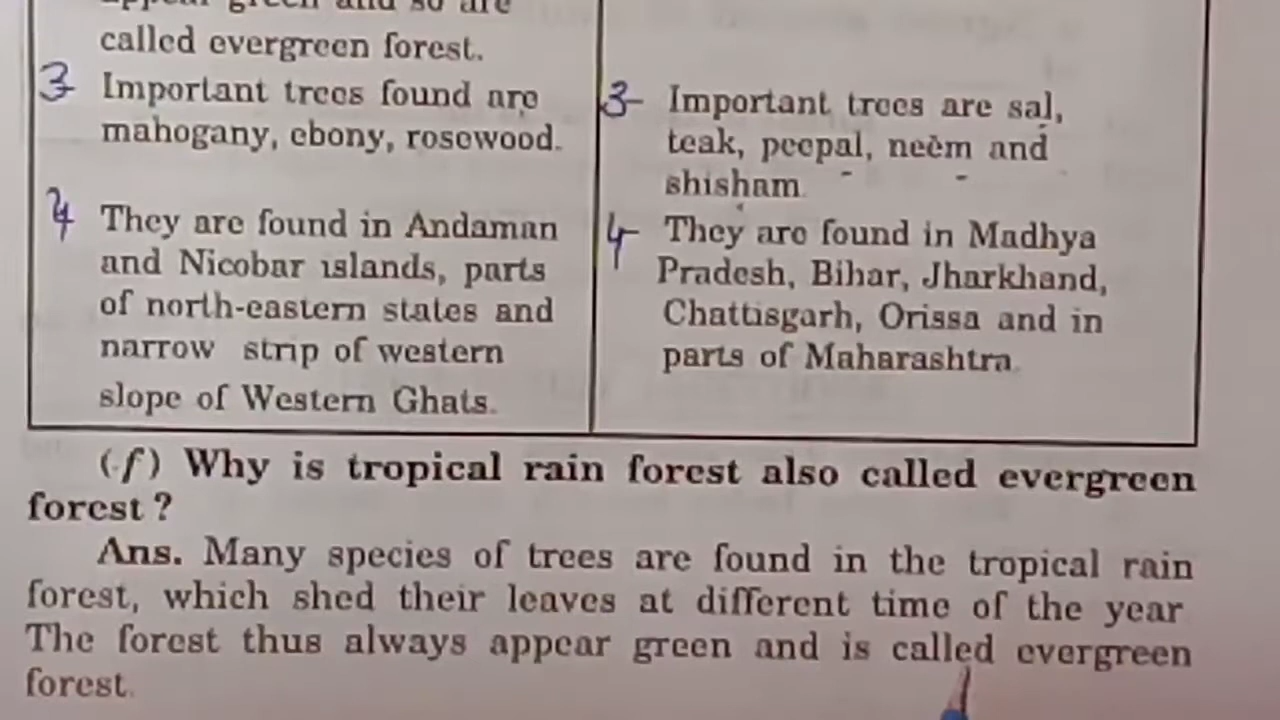 appear green and so are
called evergreen forest.
3 Important trees found are
mahogany, ebony, rosewood.
4 They are found in Andaman
and Nicobar islands, parts
of north-eastern states and
narrow strip of western
slope of Western Ghats.
3- Important trees are sal,
teak, peepal, neem and
shisham.
4- They are found in Madhya
Pradesh, Bihar, Jharkhand,
Chattisgarh, Orissa and in
parts of Maharashtra.
(f) Why is tropical rain forest also called evergreen
forest ?
Ans. Many species of trees are found in the tropical rain
forest, which shed their leaves at different time of the year
The forest thus always appear green and is called evergreen
forest.